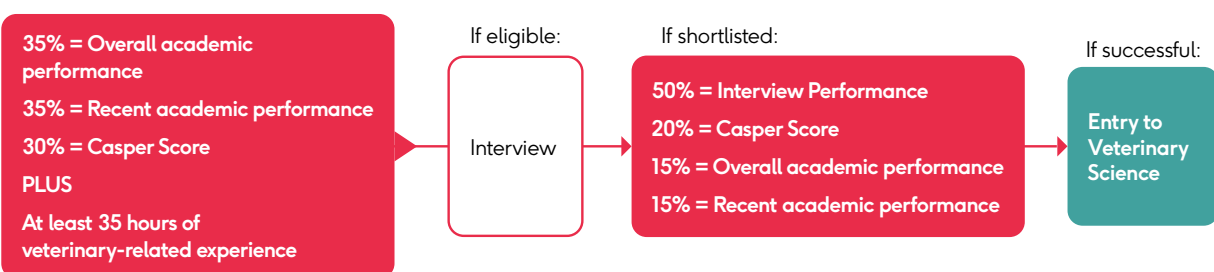 35% = Overall academic
performance
35% = Recent academic performance
30% = Casper Score
PLUS
At least 35 hours of
veterinary-related experience
If eligible:
Interview
If shortlisted:
50% = Interview Performance
20% = Casper Score
15% = Overall academic performance
15% = Recent academic performance
If successful:
Entry to
Veterinary
Science